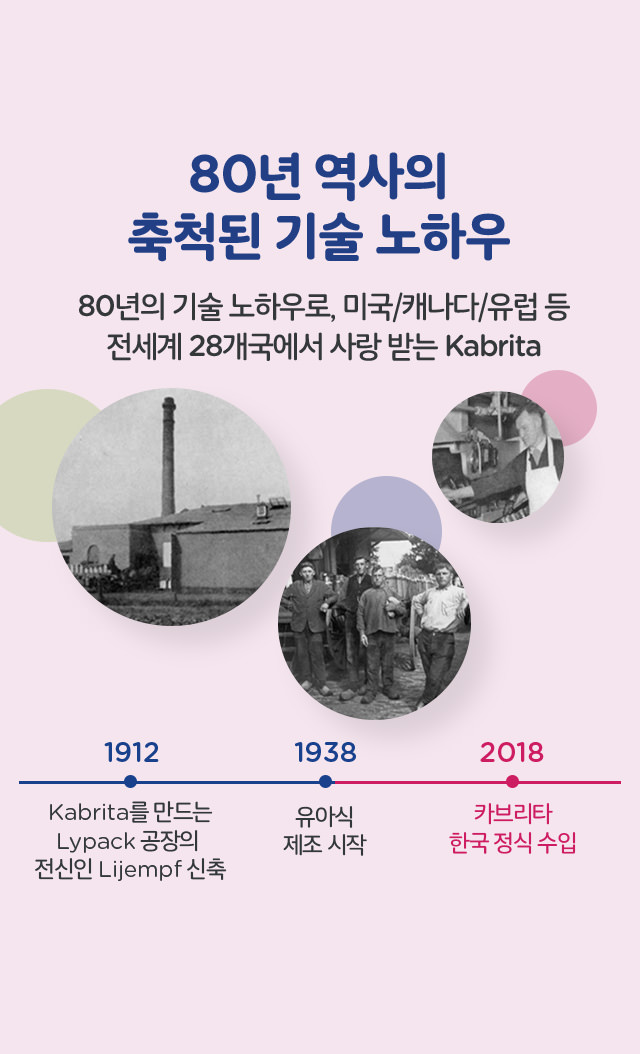 80년 역사의
축척된 기술 노하우
80년의 기술 노하우로, 미국/캐나다/유럽 등
전세계 28개국에서 사랑 받는 Kabrita
1912
Kabrita를 만드는
Lypack 공장의
전신인 Lijempf 신축
1938
유아식
제조 시작
2018
카브리타
한국 정식 수입